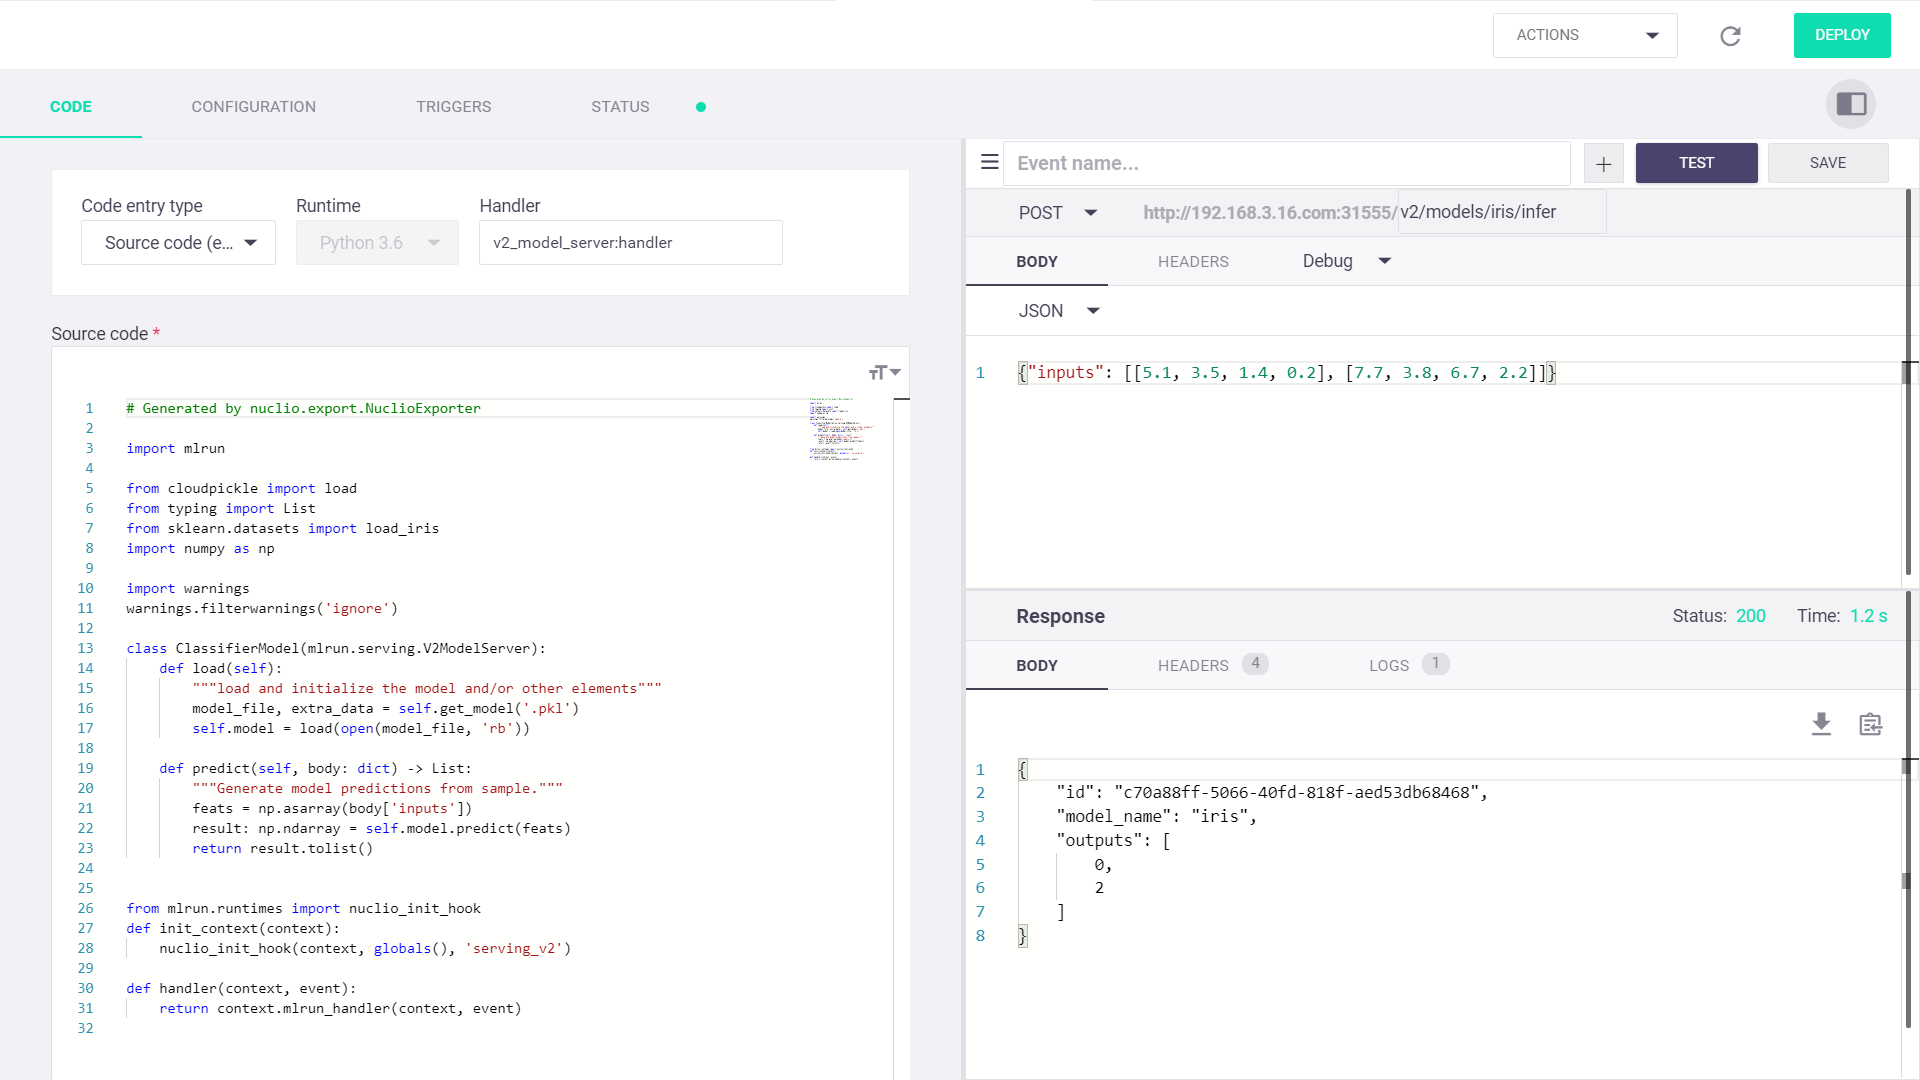 ACTIONS
DEPLOY
CODE
CONFIGURATION
TRIGGERS
STATUS
Code entry type
Runtime
Handler
Source code (e...
Python 3.6
v2_model_server:handler
Source code *
1 # Generated by nuclio.export.NuclioExporter
2
3 import mlrun
4
5 from cloudpickle import load
6 from typing import List
7 from sklearn.datasets import load_iris
8 import numpy as np
9
10 import warnings
11 warnings.filterwarnings('ignore')
12
13 class ClassifierModel(mlrun.serving.V2ModelServer):
14     def load(self):
15         """load and initialize the model and/or other elements"""
16         model_file, extra_data = self.get_model('.pkl')
17         self.model = load(open(model_file, 'rb'))
18
19     def predict(self, body: dict) -> List:
20         """Generate model predictions from sample."""
21         feats = np.asarray(body['inputs'])
22         result: np.ndarray = self.model.predict(feats)
23         return result.tolist()
24
25
26 from mlrun.runtimes import nuclio_init_hook
27 def init_context(context):
28     nuclio_init_hook(context, globals(), 'serving_v2')
29
30 def handler(context, event):
31     return context.mlrun_handler(context, event)
32
Event name...
+
TEST
SAVE
POST
http://192.168.3.16.com:31555/
v2/models/iris/infer
BODY
HEADERS
Debug
JSON
1 {"inputs": [[5.1, 3.5, 1.4, 0.2], [7.7, 3.8, 6.7, 2.2]]}
Response
Status: 200
Time: 1.2 s
BODY
HEADERS 4
LOGS 1
1 {
2     "id": "c70a88ff-5066-40fd-818f-aed53db68468",
3     "model_name": "iris",
4     "outputs": [
5         0,
6         2
7     ]
8 }